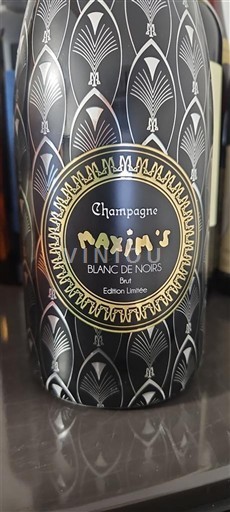 Champagne
MAXIM'S
VINIOU
BLANC DE NOIRS
Brut
Edition Limitée